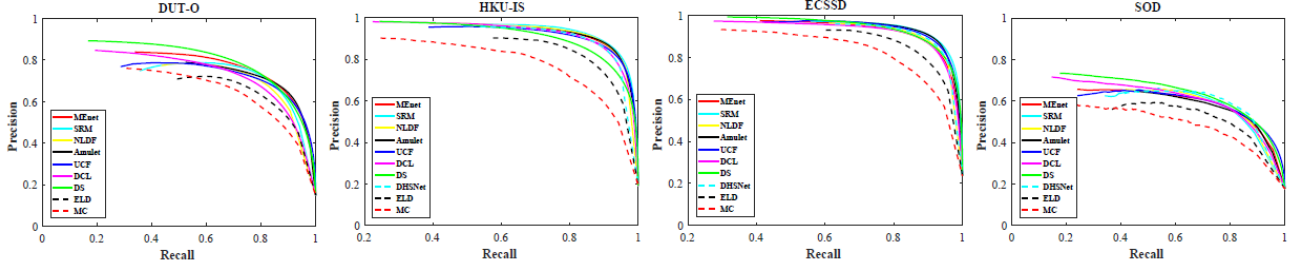 DUT-O
Precision
1
0.8
0.6
0.4
0.2
0
MEnet
SRM
NLDF
Amulet
UCF
DCL
DS
ELD
MC
0 0.2 0.4 0.6 0.8 1
Recall
HKU-IS
Precision
1
0.8
0.6
0.4
0.2
0
MEnet
SRM
NLDF
Amulet
UCF
DCL
DS
DHSNet
ELD
MC
0.2 0.4 0.6 0.8 1
Recall
ECSSD
Precision
1
0.8
0.6
0.4
0.2
0
MEnet
SRM
NLDF
Amulet
UCF
DCL
DS
DHSNet
ELD
MC
0.2 0.4 0.6 0.8 1
Recall
SOD
Precision
1
0.8
0.6
0.4
0.2
0
MEnet
SRM
NLDF
Amulet
UCF
DCL
DS
DHSNet
ELD
MC
0 0.2 0.4 0.6 0.8 1
Recall